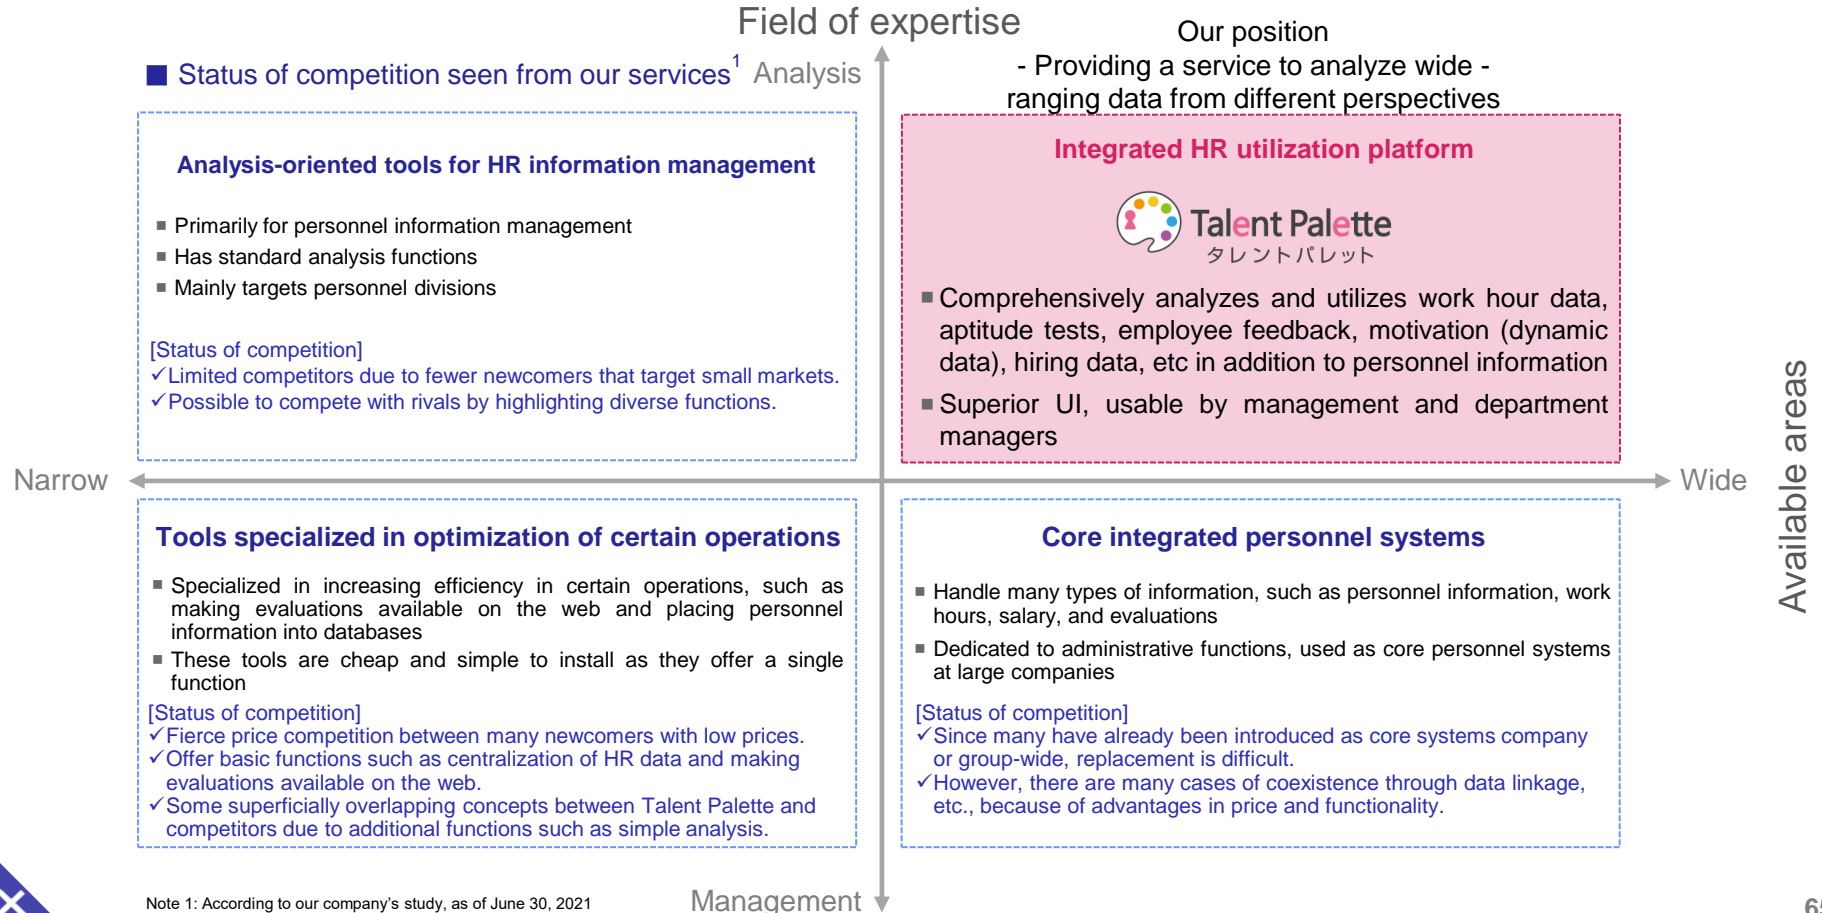 Field of expertise
Our position
- Providing a service to analyze wide -
ranging data from different perspectives
■ Status of competition seen from our services1
Analysis
Analysis-oriented tools for HR information management
■ Primarily for personnel information management
■ Has standard analysis functions
■ Mainly targets personnel divisions
[Status of competition]
✓Limited competitors due to fewer newcomers that target small markets.
✓Possible to compete with rivals by highlighting diverse functions.
Integrated HR utilization platform
Talent Palette
タレントパレット
■ Comprehensively analyzes and utilizes work hour data,
aptitude tests, employee feedback, motivation (dynamic
data), hiring data, etc in addition to personnel information
■ Superior UI, usable by management and department
managers
Narrow
Wide
Available areas
Tools specialized in optimization of certain operations
■ Specialized in increasing efficiency in certain operations, such as
making evaluations available on the web and placing personnel
information into databases
■ These tools are cheap and simple to install as they offer a single
function
[Status of competition]
✓Fierce price competition between many newcomers with low prices.
✓Offer basic functions such as centralization of HR data and making
evaluations available on the web.
✓Some superficially overlapping concepts between Talent Palette and
competitors due to additional functions such as simple analysis.
Core integrated personnel systems
■ Handle many types of information, such as personnel information, work
hours, salary, and evaluations
■ Dedicated to administrative functions, used as core personnel systems
at large companies
[Status of competition]
✓Since many have already been introduced as core systems company
or group-wide, replacement is difficult.
✓However, there are many cases of coexistence through data linkage,
etc., because of advantages in price and functionality.
Management
Note 1: According to our company's study, as of June 30, 2021